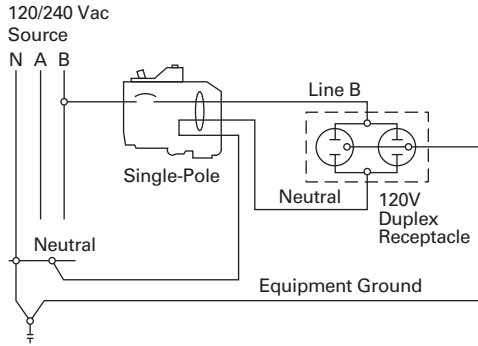 120/240 Vac
Source
N A B
Line B
Single-Pole
Neutral
120V
Duplex
Receptacle
Neutral
Equipment Ground